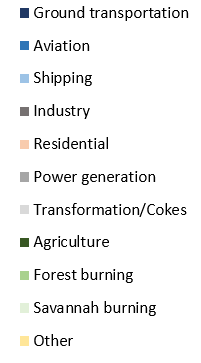 Ground transportation
Aviation
Shipping
Industry
Residential
Power generation
Transformation/Cokes
Agriculture
Forest burning
Savannah burning
Other